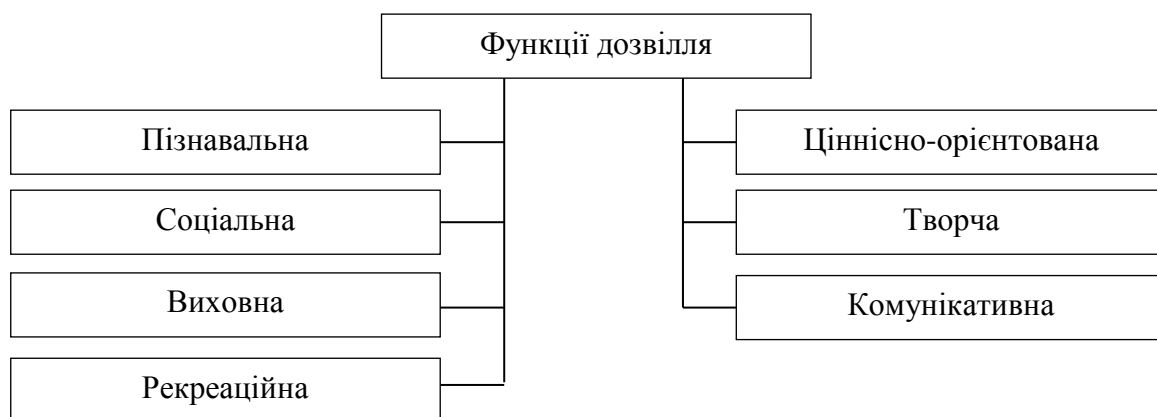 Функції дозвілля
Пізнавальна
Соціальна
Виховна
Рекреаційна
Ціннісно-орієнтована
Творча
Комунікативна